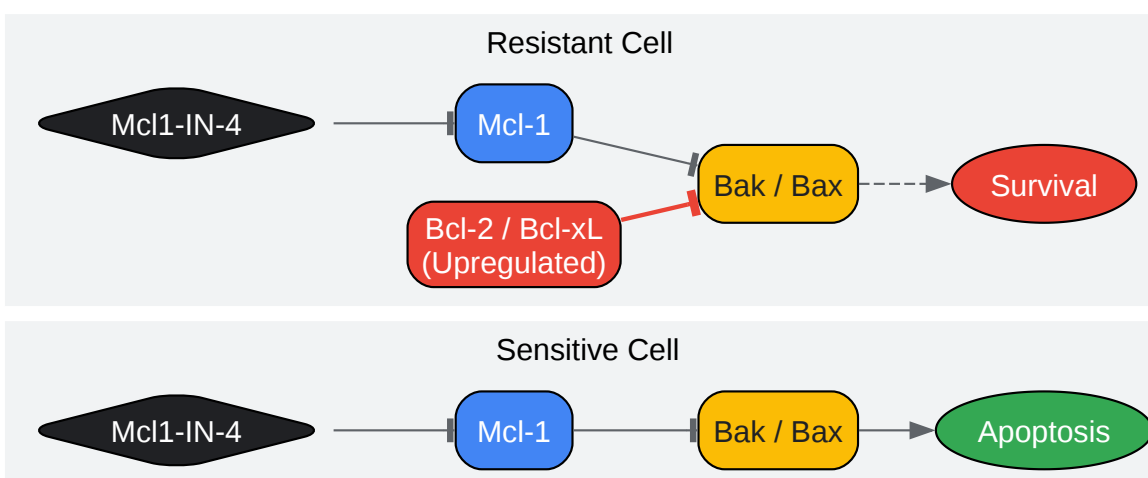 Resistant Cell
Mcl1-IN-4
Mcl-1
Bak / Bax
Survival
Bcl-2 / Bcl-xL
(Upregulated)
Sensitive Cell
Mcl1-IN-4
Mcl-1
Bak / Bax
Apoptosis